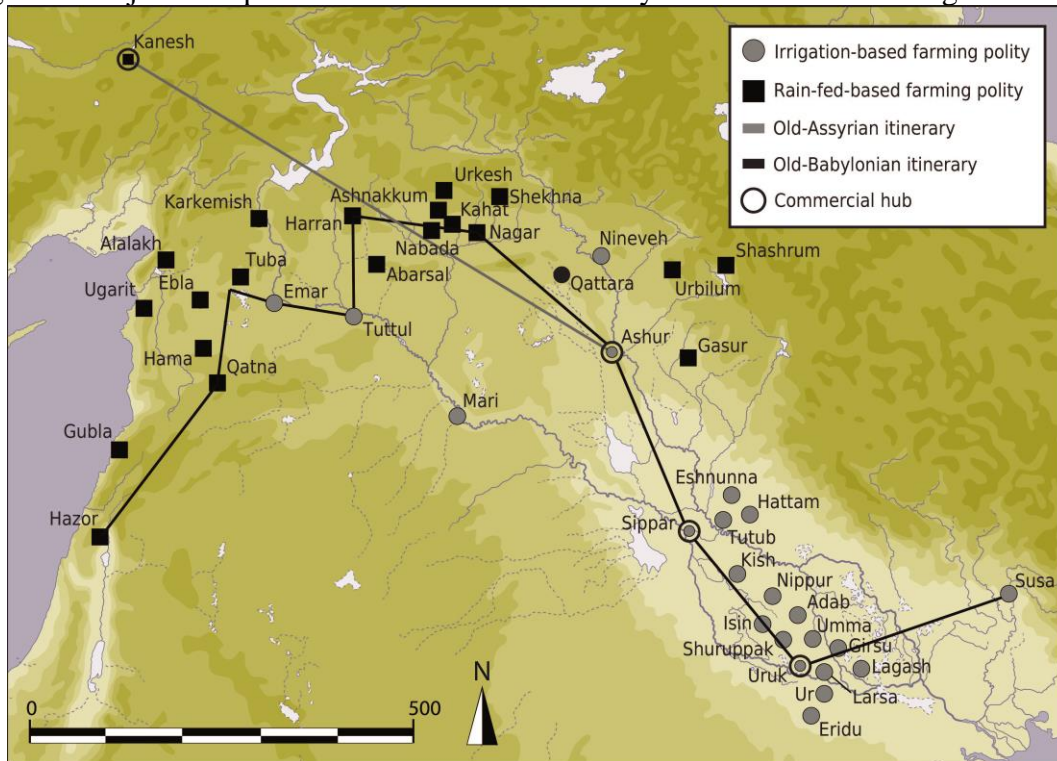 Kanesh
Irrigation-based farming polity
Rain-fed-based farming polity
Old-Assyrian itinerary
Old-Babylonian itinerary
Commercial hub
Urkesh
Ashnakkum
Shekhna
Karkemish
Kahat
Harran
Nagar
Nabada
Nineveh
Shashrum
Alalakh
Tuba
Abarsal
Qattara
Urbilum
Ebla
Ugarit
Emar
Tuttul
Ashur
Hama
Gasur
Qatna
Mari
Gubla
Eshnunna
Hattam
Hazor
Sippar
Tutub
Kish
Nippur
Susa
Adab
Isin
Umma
Shuruppak
Girsu
N
Uruk
Lagash
Ur
Larsa
0 500
Eridu